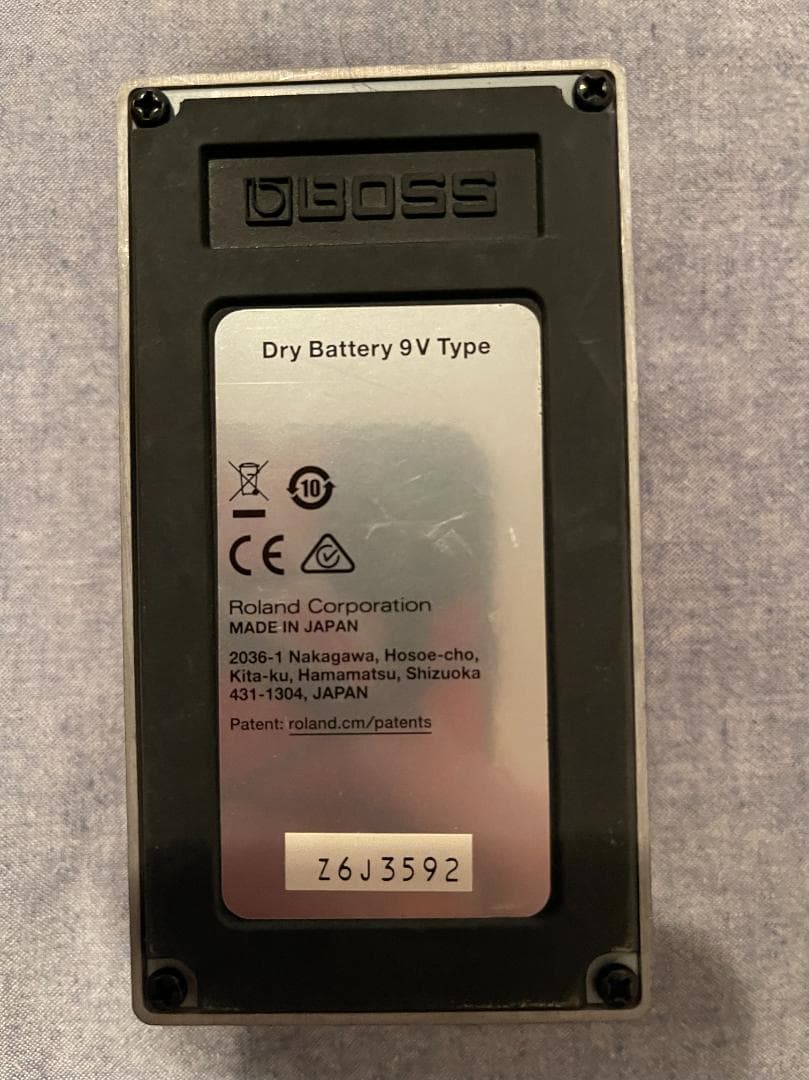 BOSS
Dry Battery 9V Type
10
CE
Roland Corporation
MADE IN JAPAN
2036-1 Nakagawa, Hosoe-cho,
Kita-ku, Hamamatsu, Shizuoka
431-1304, JAPAN
Patent: roland.cm/patents
Z6J3592